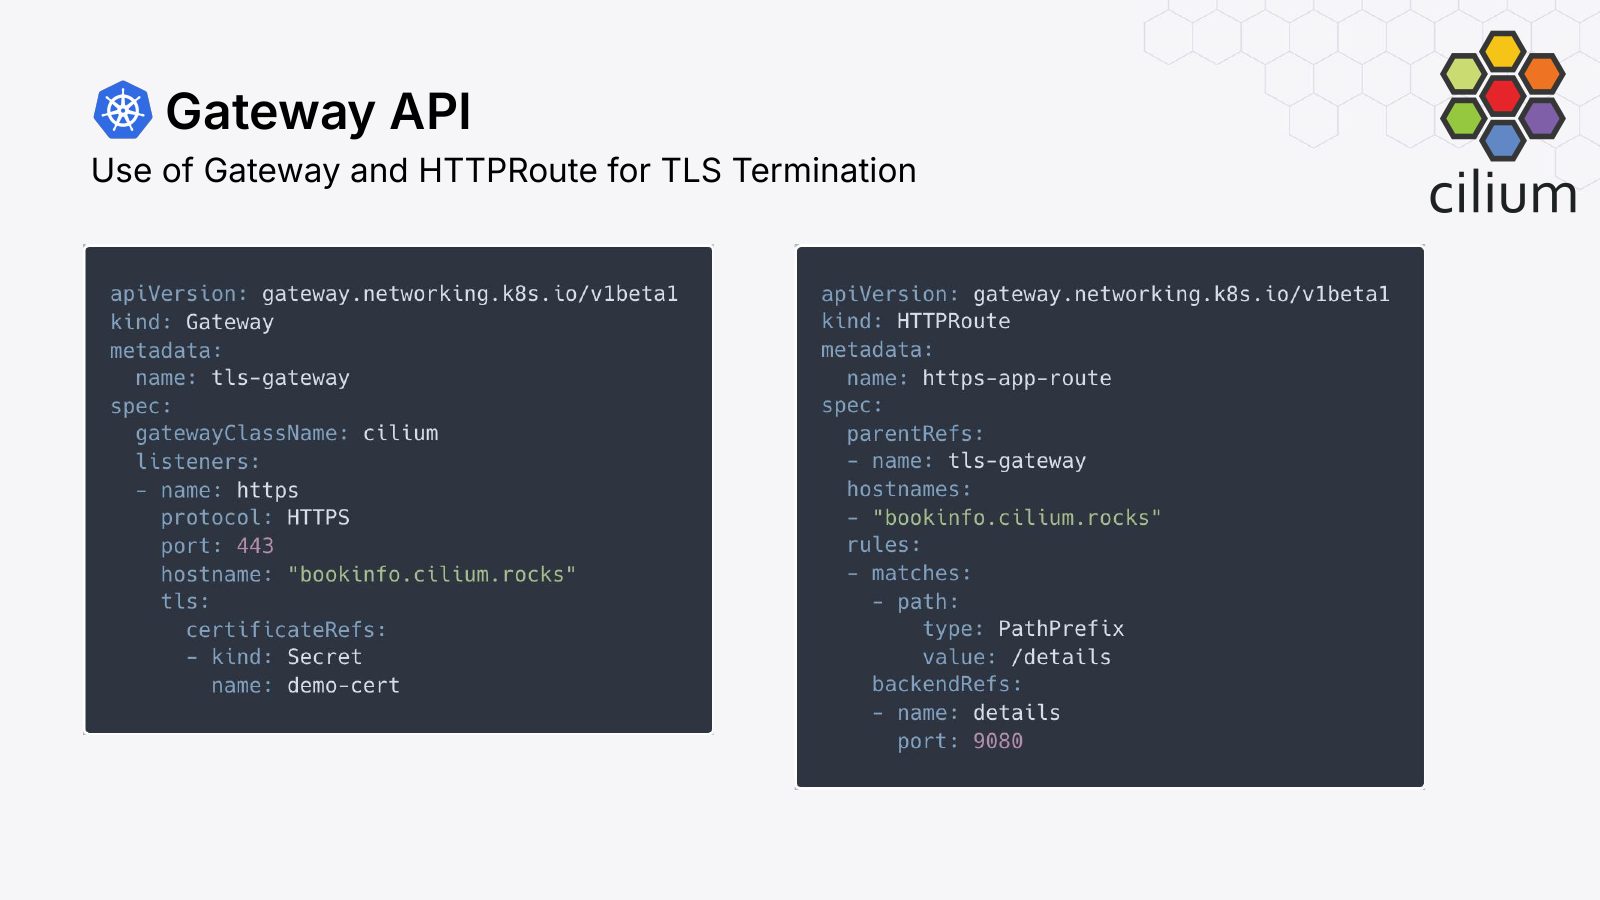 Gateway API
Use of Gateway and HTTPRoute for TLS Termination
cilium
apiVersion: gateway.networking.k8s.io/v1beta1
kind: Gateway
metadata:
  name: tls-gateway
spec:
  gatewayClassName: cilium
  listeners:
  - name: https
    protocol: HTTPS
    port: 443
    hostname: "bookinfo.cilium.rocks"
    tls:
      certificateRefs:
      - kind: Secret
        name: demo-cert
apiVersion: gateway.networking.k8s.io/v1beta1
kind: HTTPRoute
metadata:
  name: https-app-route
spec:
  parentRefs:
  - name: tls-gateway
  hostnames:
  - "bookinfo.cilium.rocks"
  rules:
  - matches:
    - path:
        type: PathPrefix
        value: /details
    backendRefs:
    - name: details
      port: 9080